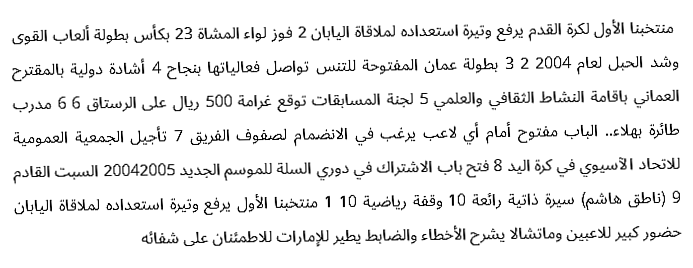 منتخبنا الأول لكرة القدم يرفع وتيرة استعداده لملاقاة اليابان 2 فوز لواء المشاة 23 بكأس بطولة ألعاب القوى
وشد الحبل لعام 2004 2 3 بطولة عمان المفتوحة للتنس تواصل فعالياتها بنجاح 4 أشادة دولية بالمقترح
العماني باقامة النشاط الثقافي والعلمي 5 لجنة المسابقات توقع غرامة 500 ريال على الرستاق 6 6 مدرب
طائرة بهلاء.. الباب مفتوح أمام أي لاعب يرغب في الانضمام لصفوف الفريق 7 تأجيل الجمعية العمومية
للاتحاد الآسيوي في كرة اليد 8 فتح باب الاشتراك في دوري السلة للموسم الجديد 20042005 السبت القادم
9 (ناطق هاشم) سيرة ذاتية رائعة 10 وقفة رياضية 10 1 منتخبنا الأول يرفع وتيرة استعداده لملاقاة اليابان
حضور كبير للاعبين وماتشالا يشرح الأخطاء والضابط يطير للإمارات للاطمئنان على شفائه